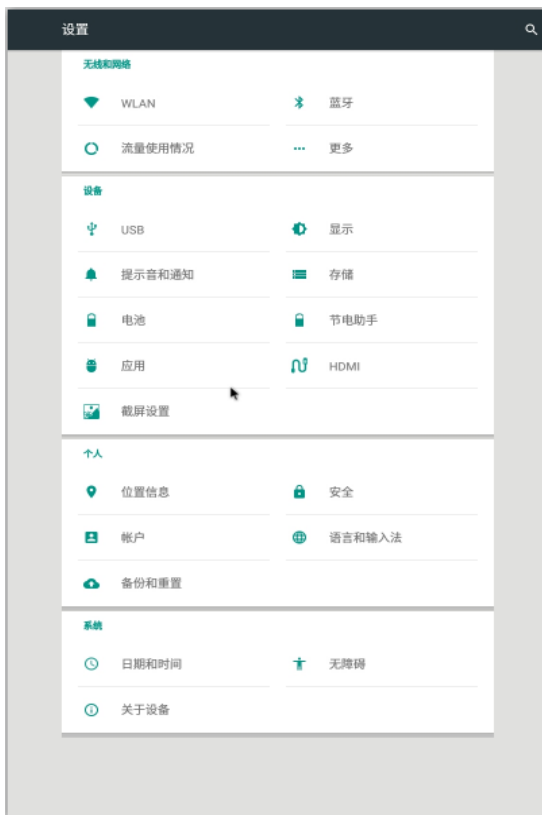 设置
无线和网络
WLAN
蓝牙
流量使用情况
更多
设备
USB
显示
提示音和通知
存储
电池
节电助手
应用
HDMI
截屏设置
个人
位置信息
安全
帐户
语言和输入法
备份和重置
系统
日期和时间
无障碍
关于设备